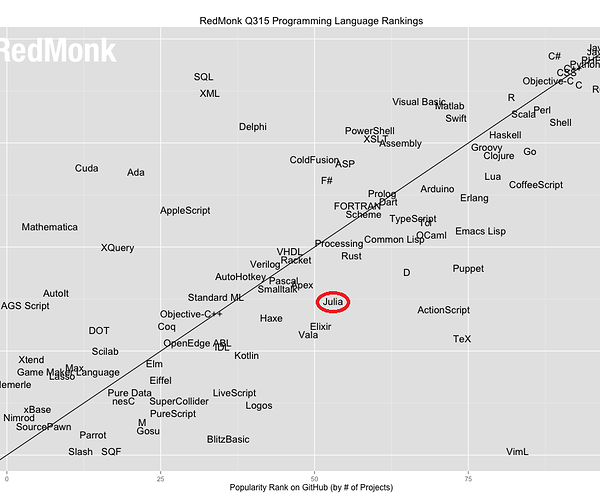 RedMonk Q315 Programming Language Rankings
RedMonk
C#
Python
C++
CSS
SQL
Objective-C
C
XML
R
Visual Basic
Matlab
Perl
Scala
Swift
Shell
Delphi
PowerShell
Haskell
XSLT
Assembly
Groovy
Go
Clojure
ColdFusion
ASP
Cuda
Ada
Lua
F#
CoffeeScript
Arduino
Prolog
Erlang
Dart
FORTRAN
AppleScript
Scheme
TypeScript
Tcl
Mathematica
Emacs Lisp
OCaml
Common Lisp
Processing
XQuery
VHDL
Rust
Racket
Verilog
Puppet
D
AutoHotkey
Pascal
Apex
Smalltalk
AutoIt
Standard ML
Julia
AGS Script
ActionScript
Objective-C++
Haxe
Coq
Elixir
DOT
Vala
TeX
OpenEdge ABL
IDL
Scilab
Kotlin
Xtend
Elm
Max
Game Maker Language
Lasso
Eiffel
Pure Data
LiveScript
nesC
SuperCollider
Logos
xBase
PureScript
Nimrod
M
SourcePawn
Gosu
Parrot
BlitzBasic
Slash
SQF
VimL
0
25
50
75
Popularity Rank on GitHub (by # of Projects)